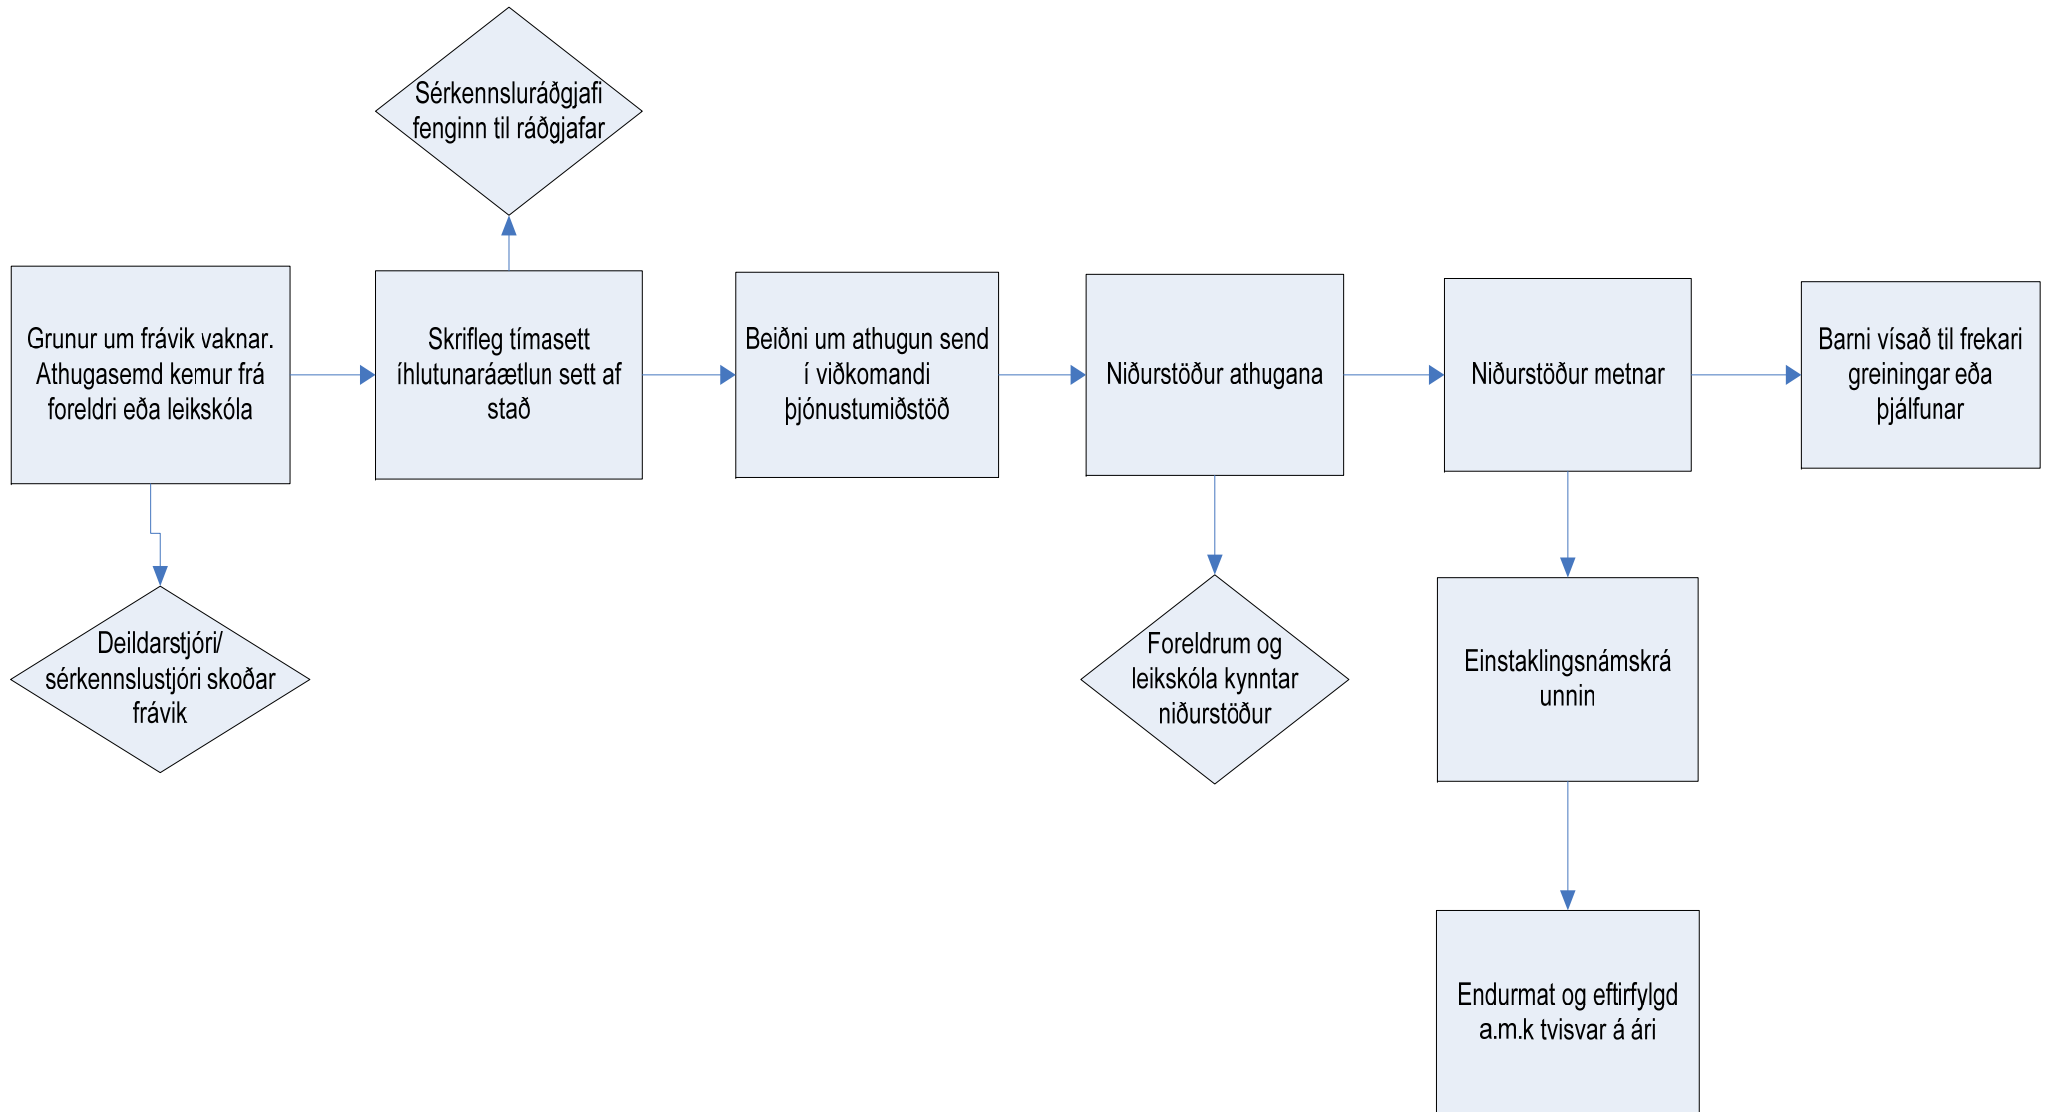 Sérkennsluráðgjafi
fenginn til ráðgjafar
Grunur um frávik vaknar.
Athugasemd kemur frá
foreldri eða leikskóla
Skrifleg tímasett
íhlutunaráætlun sett af
stað
Beiðni um athugun send
í viðkomandi
þjónustumiðstöð
Niðurstöður athugana
Niðurstöður metnar
Barni vísað til frekari
greiningar eða
þjálfunar
Deildarstjóri/
sérkennslustjóri skoðar
frávik
Foreldrum og
leikskóla kynntar
niðurstöður
Einstaklingsnámskrá
unnin
Endurmat og eftirfylgd
a.m.k tvisvar á ári